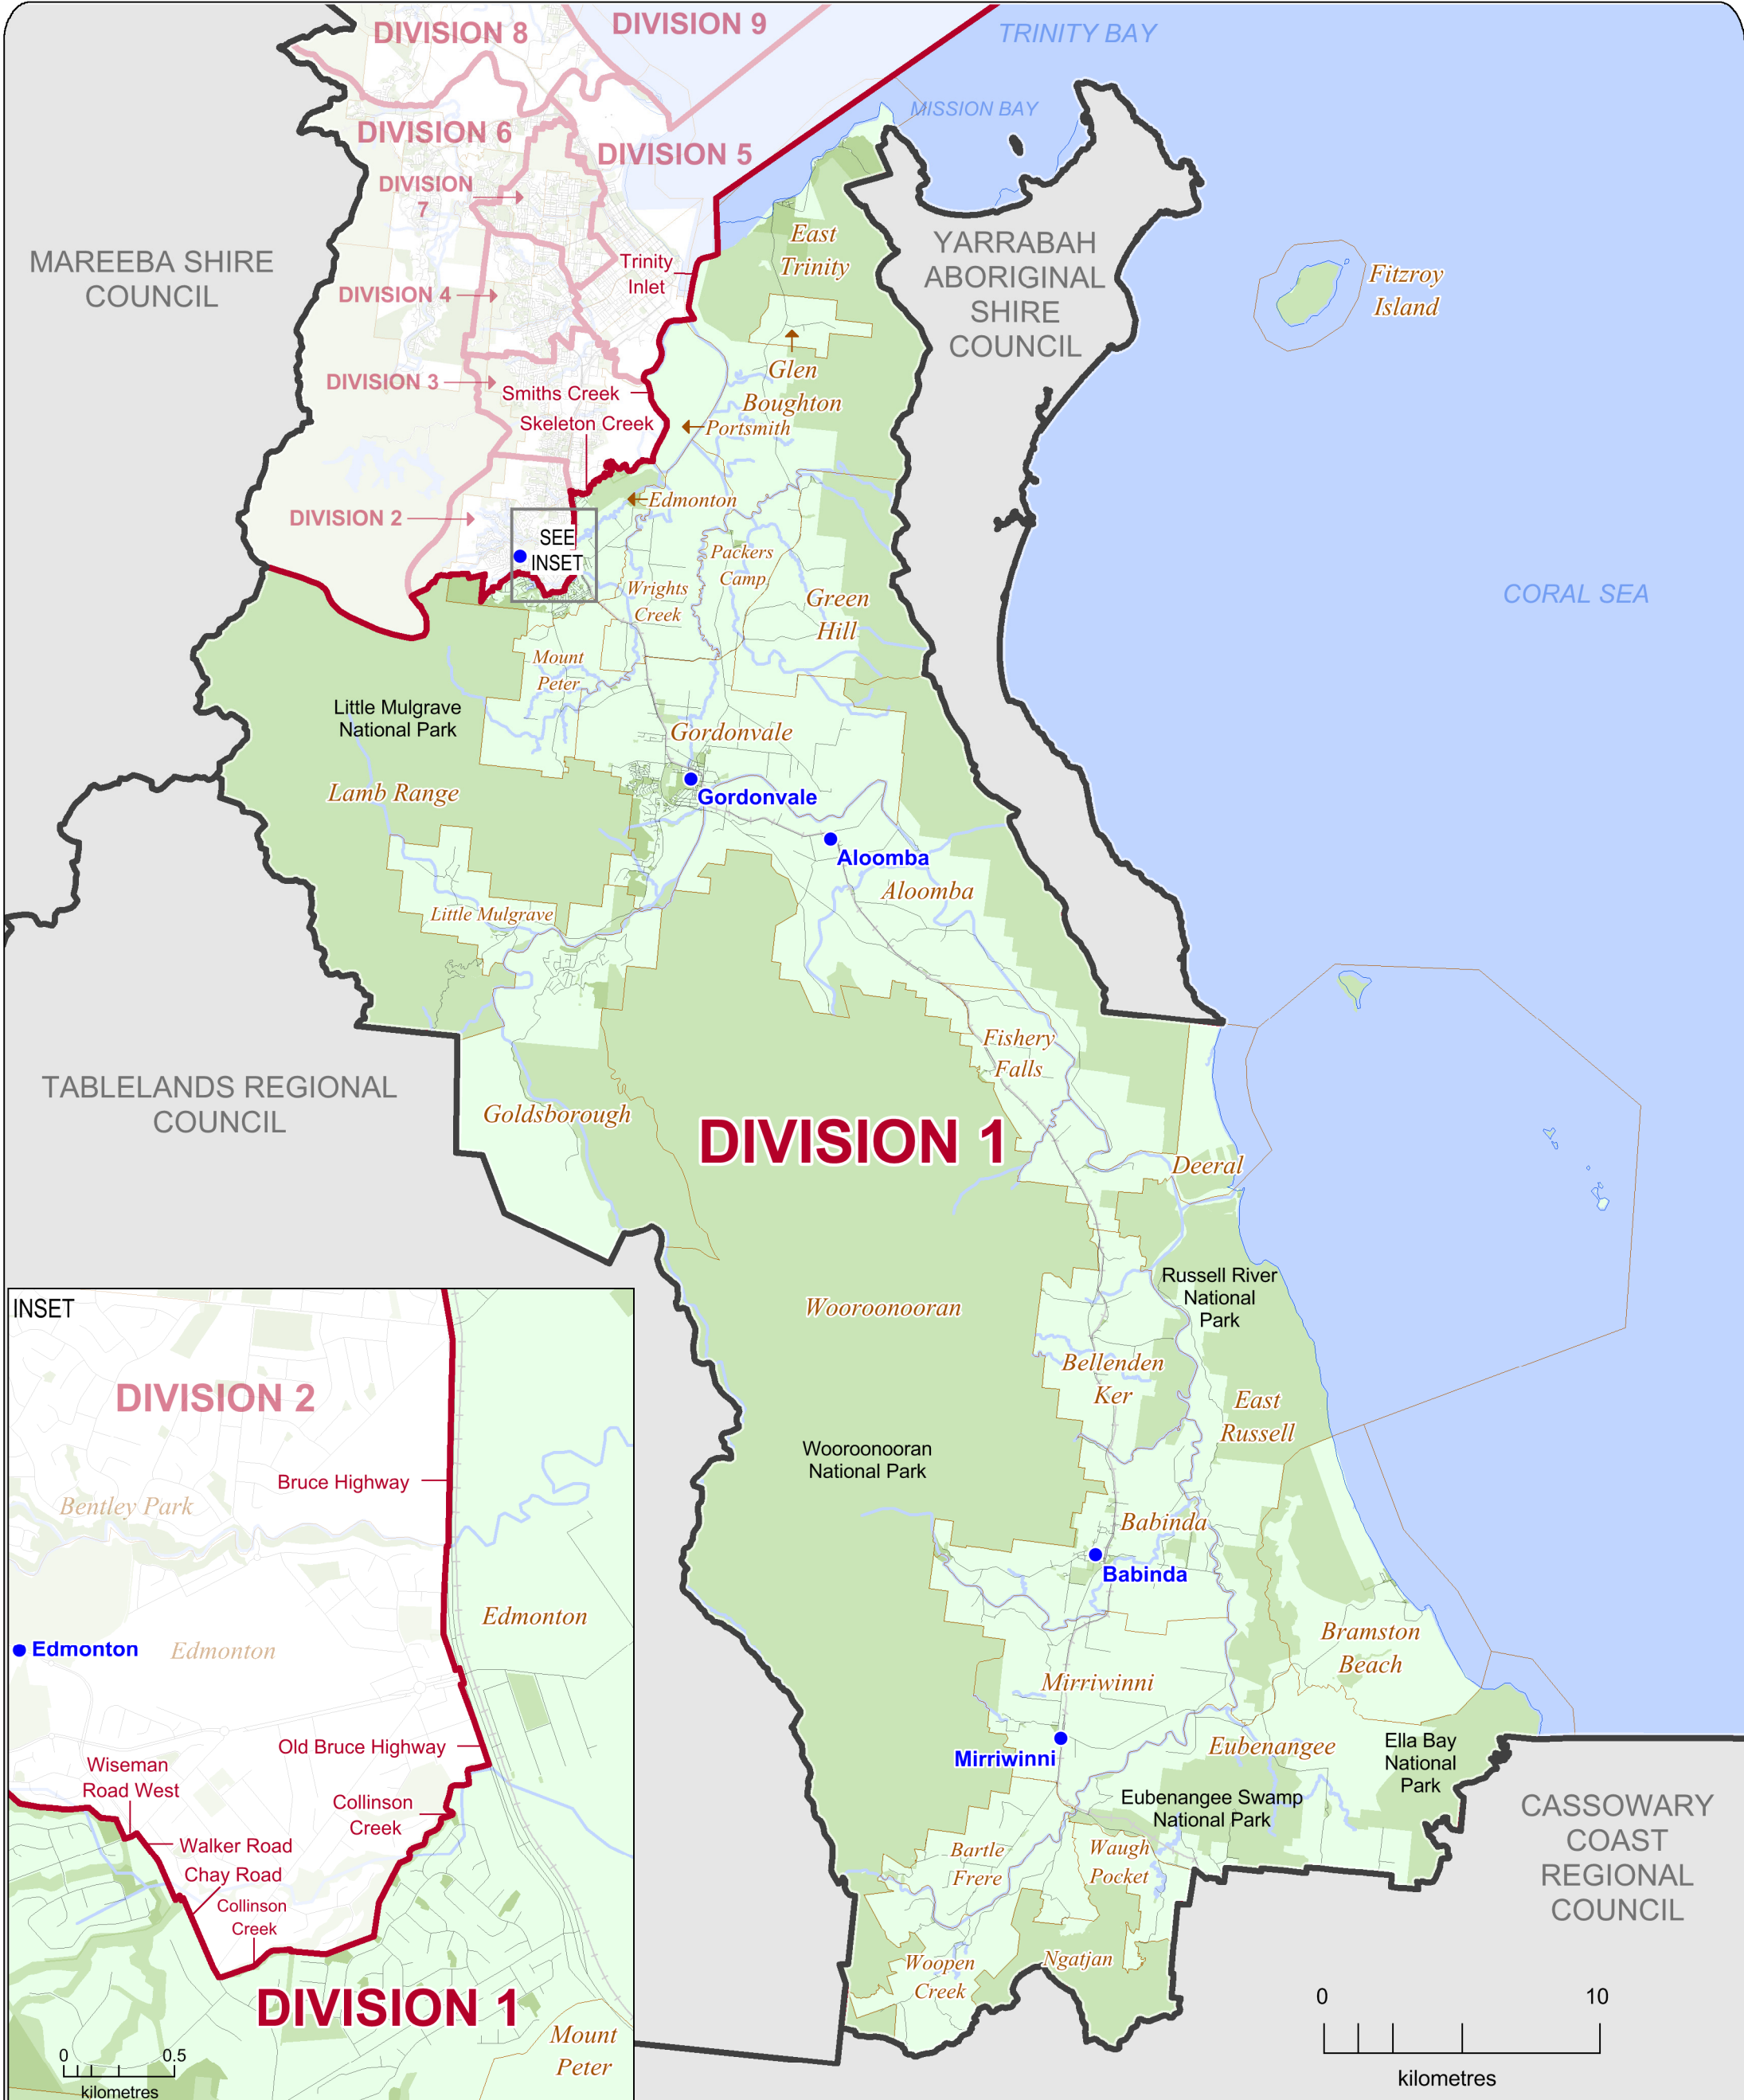 DIVISION 8
DIVISION 9
TRINITY BAY
MISSION BAY
DIVISION 6
DIVISION 5
DIVISION
7
MAREEBA SHIRE
COUNCIL
East
Trinity
YARRABAH
ABORIGINAL
SHIRE
COUNCIL
Trinity
Inlet
Fitzroy
Island
DIVISION 4
DIVISION 3
Glen
Boughton
Smiths Creek
Skeleton Creek
Portsmith
Edmonton
DIVISION 2
SEE
INSET
Packers
Camp
Wrights
Creek
Green
Hill
CORAL SEA
Mount
Peter
Little Mulgrave
National Park
Gordonvale
Lamb Range
Gordonvale
Aloomba
Aloomba
Little Mulgrave
Fishery
Falls
TABLELANDS REGIONAL
COUNCIL
Goldsborough
DIVISION 1
Deeral
Russell River
National
Park
Wooroonooran
Bellenden
Ker
East
Russell
Wooroonooran
National Park
Babinda
Babinda
Bramston
Beach
Mirriwinni
Mirriwinni
Eubenangee
Ella Bay
National
Park
Eubenangee Swamp
National Park
CASSOWARY
COAST
REGIONAL
COUNCIL
Bartle
Frere
Waugh
Pocket
Woopen
Creek
Ngatjan
0 10
kilometres
INSET
DIVISION 2
Bruce Highway
Bentley Park
Edmonton
Edmonton
Edmonton
Old Bruce Highway
Wiseman
Road West
Collinson
Creek
Walker Road
Chay Road
Collinson
Creek
DIVISION 1
Mount
Peter
0 0.5
kilometres